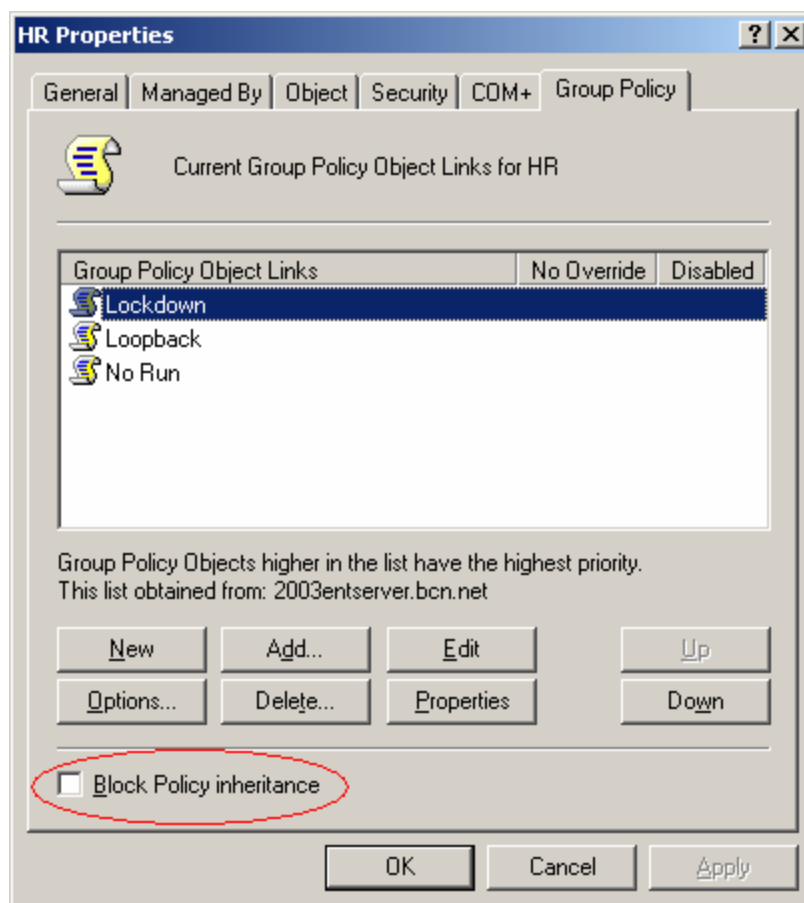 HR Properties
General Managed By Object Security COM+ Group Policy
Current Group Policy Object Links for HR
Group Policy Object Links No Override Disabled
Lockdown
Loopback
No Run
Group Policy Objects higher in the list have the highest priority.
This list obtained from: 2003entserver.bcn.net
New Add... Edit Up
Options... Delete... Properties Down
Block Policy inheritance
OK Cancel Apply